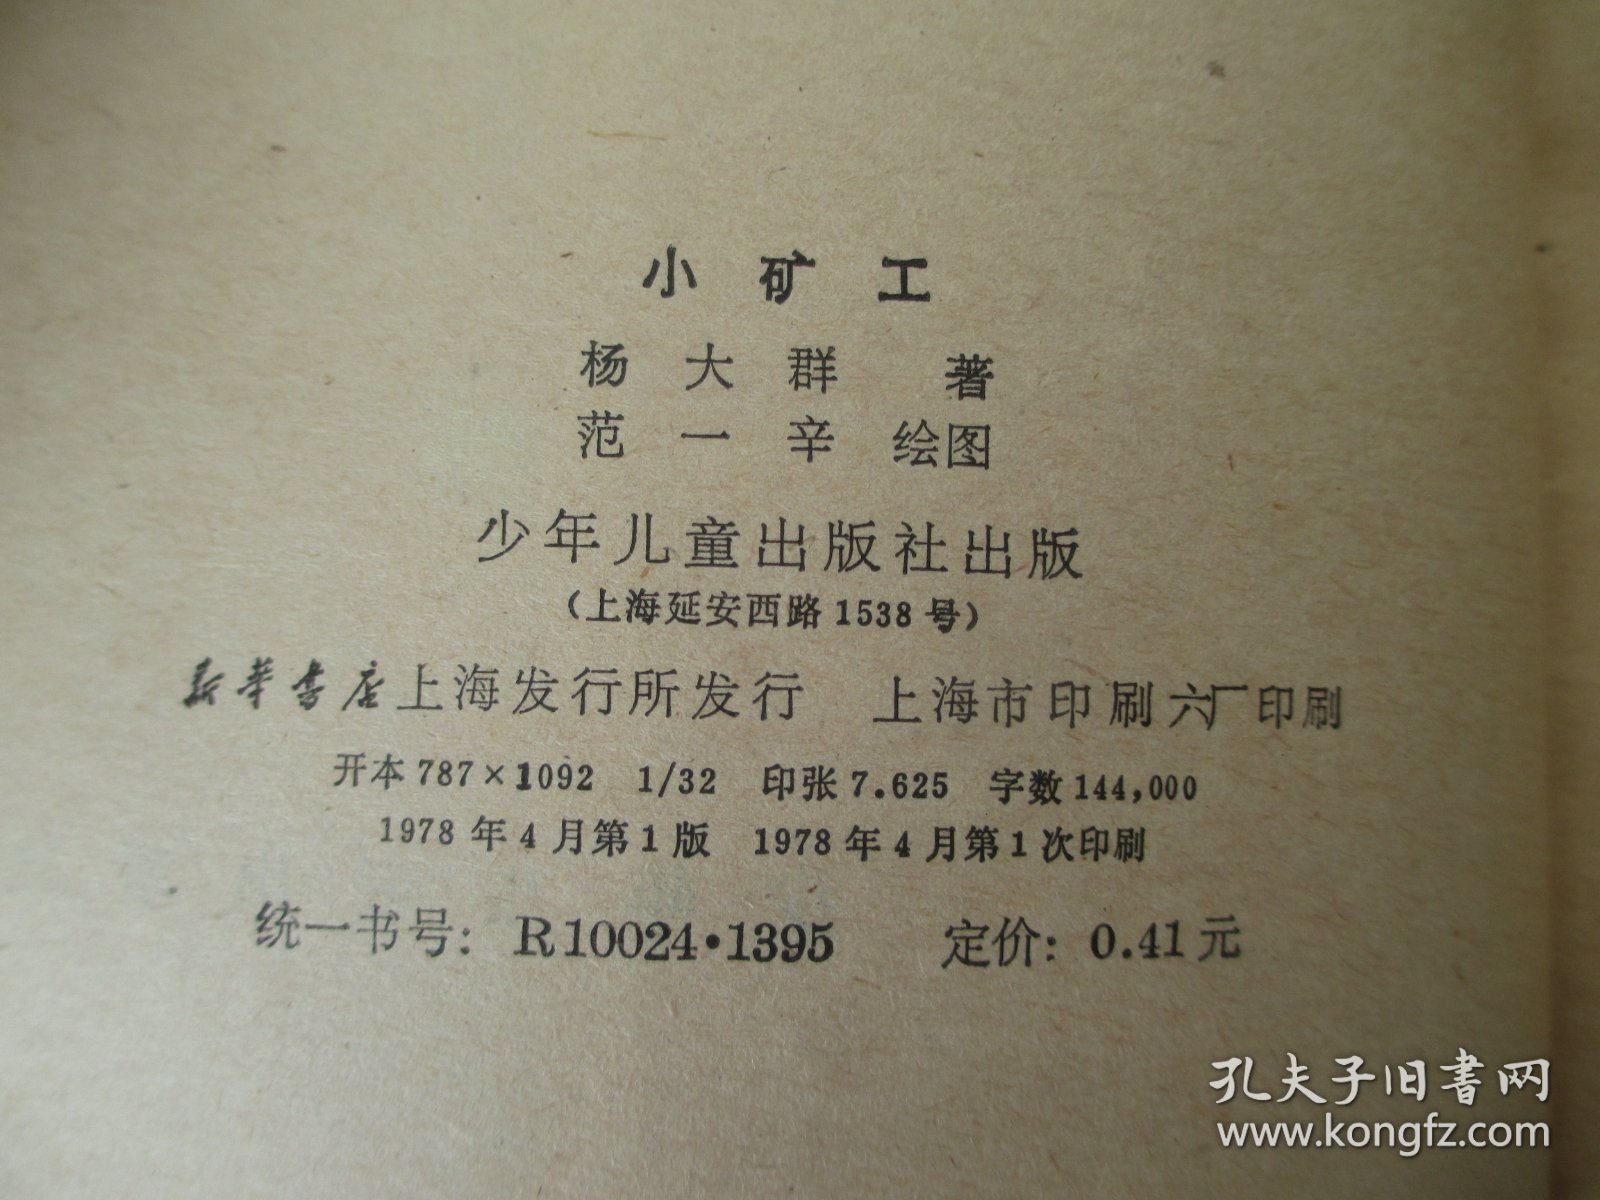 小矿工
杨大群 著
范一辛 绘图
少年儿童出版社出版
(上海延安西路1538号)
新华书店上海发行所发行 上海市印刷六厂印刷
开本 787×1092 1/32 印张 7.625 字数 144,000
1978年4月第1版 1978年4月第1次印刷
统一书号: R10024·1395 定价: 0.41元
孔夫子旧书网
www.kongfz.com